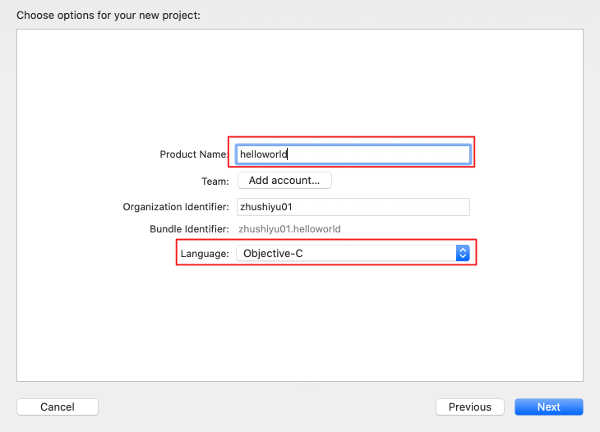 Choose options for your new project:
Product Name: helloworld
Team: Add account...
Organization Identifier: zhushiyu01
Bundle Identifier: zhushiyu01.helloworld
Language: Objective-C
Cancel Previous Next